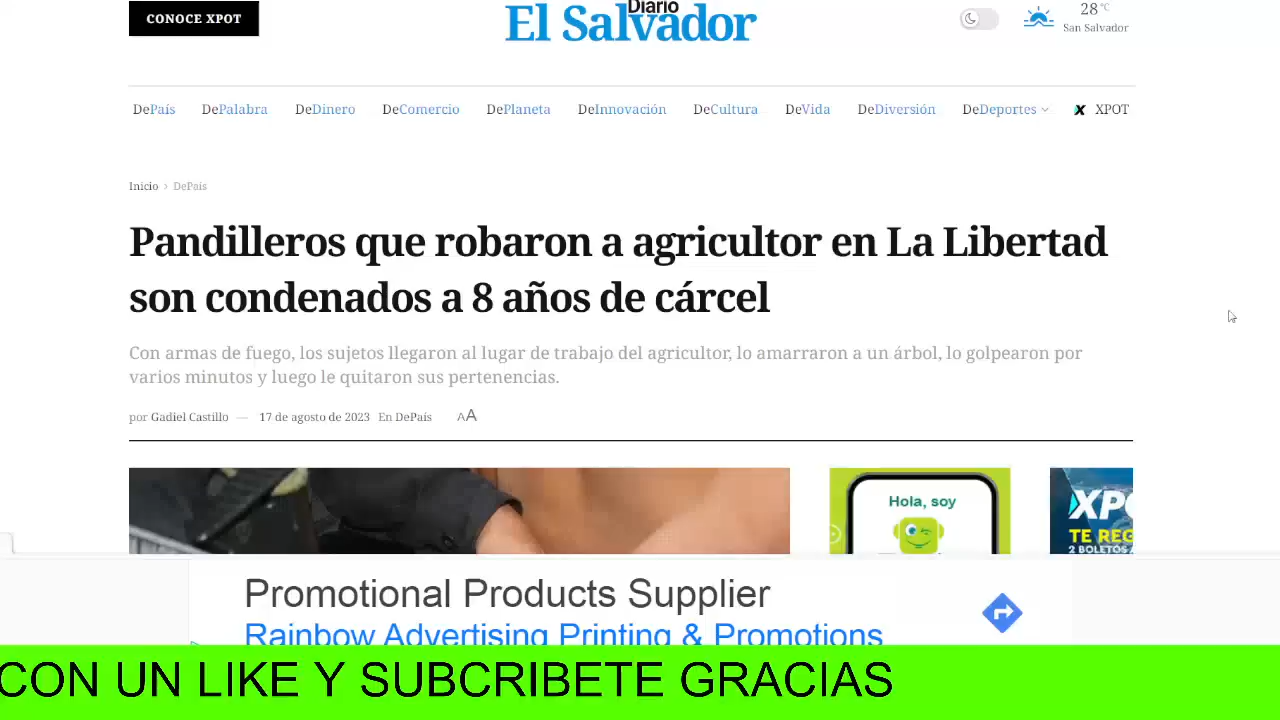 CONOCE XPOT
Diario
El Salvador
28°C
San Salvador
DePaís DePalabra DeDinero DeComercio DePlaneta DeInnovación DeCultura DeVida DeDiversión DeDeportes XPOT
Inicio > DePaís
Pandilleros que robaron a agricultor en La Libertad
son condenados a 8 años de cárcel
Con armas de fuego, los sujetos llegaron al lugar de trabajo del agricultor, lo amarraron a un árbol, lo golpearon por
varios minutos y luego le quitaron sus pertenencias.
por Gadiel Castillo — 17 de agosto de 2023 En DePaís AA
Hola, soy
XPO
TE REG
2 BOLETOS
Promotional Products Supplier
Rainbow Advertising Printing & Promotions
CON UN LIKE Y SUBCRIBETE GRACIAS